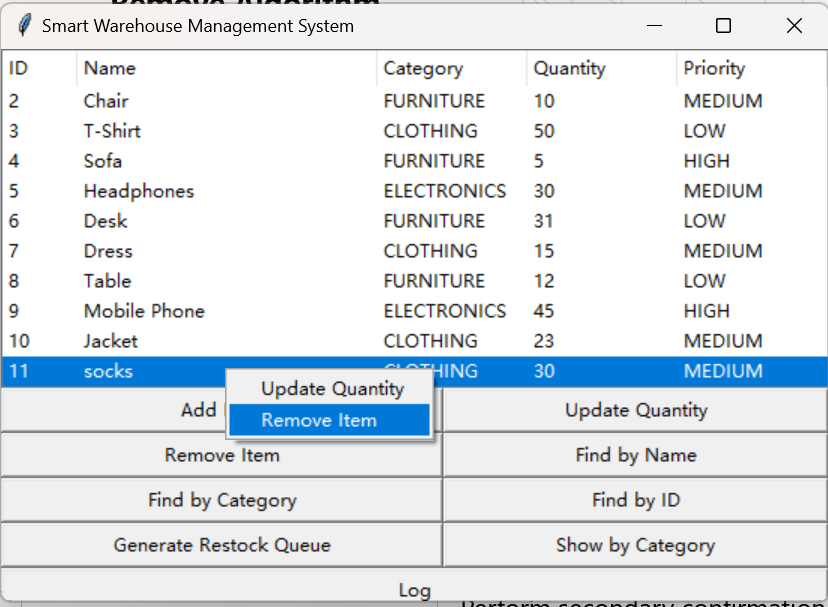 Remove Algorithm
Smart Warehouse Management System
ID Name Category Quantity Priority
2 Chair FURNITURE 10 MEDIUM
3 T-Shirt CLOTHING 50 LOW
4 Sofa FURNITURE 5 HIGH
5 Headphones ELECTRONICS 30 MEDIUM
6 Desk FURNITURE 31 LOW
7 Dress CLOTHING 15 MEDIUM
8 Table FURNITURE 12 LOW
9 Mobile Phone ELECTRONICS 45 HIGH
10 Jacket CLOTHING 23 MEDIUM
11 socks CLOTHING 30 MEDIUM
Update Quantity
Remove Item
Add
Update Quantity
Remove Item
Find by Name
Find by Category
Find by ID
Generate Restock Queue
Show by Category
Log
Perform secondary confirmation